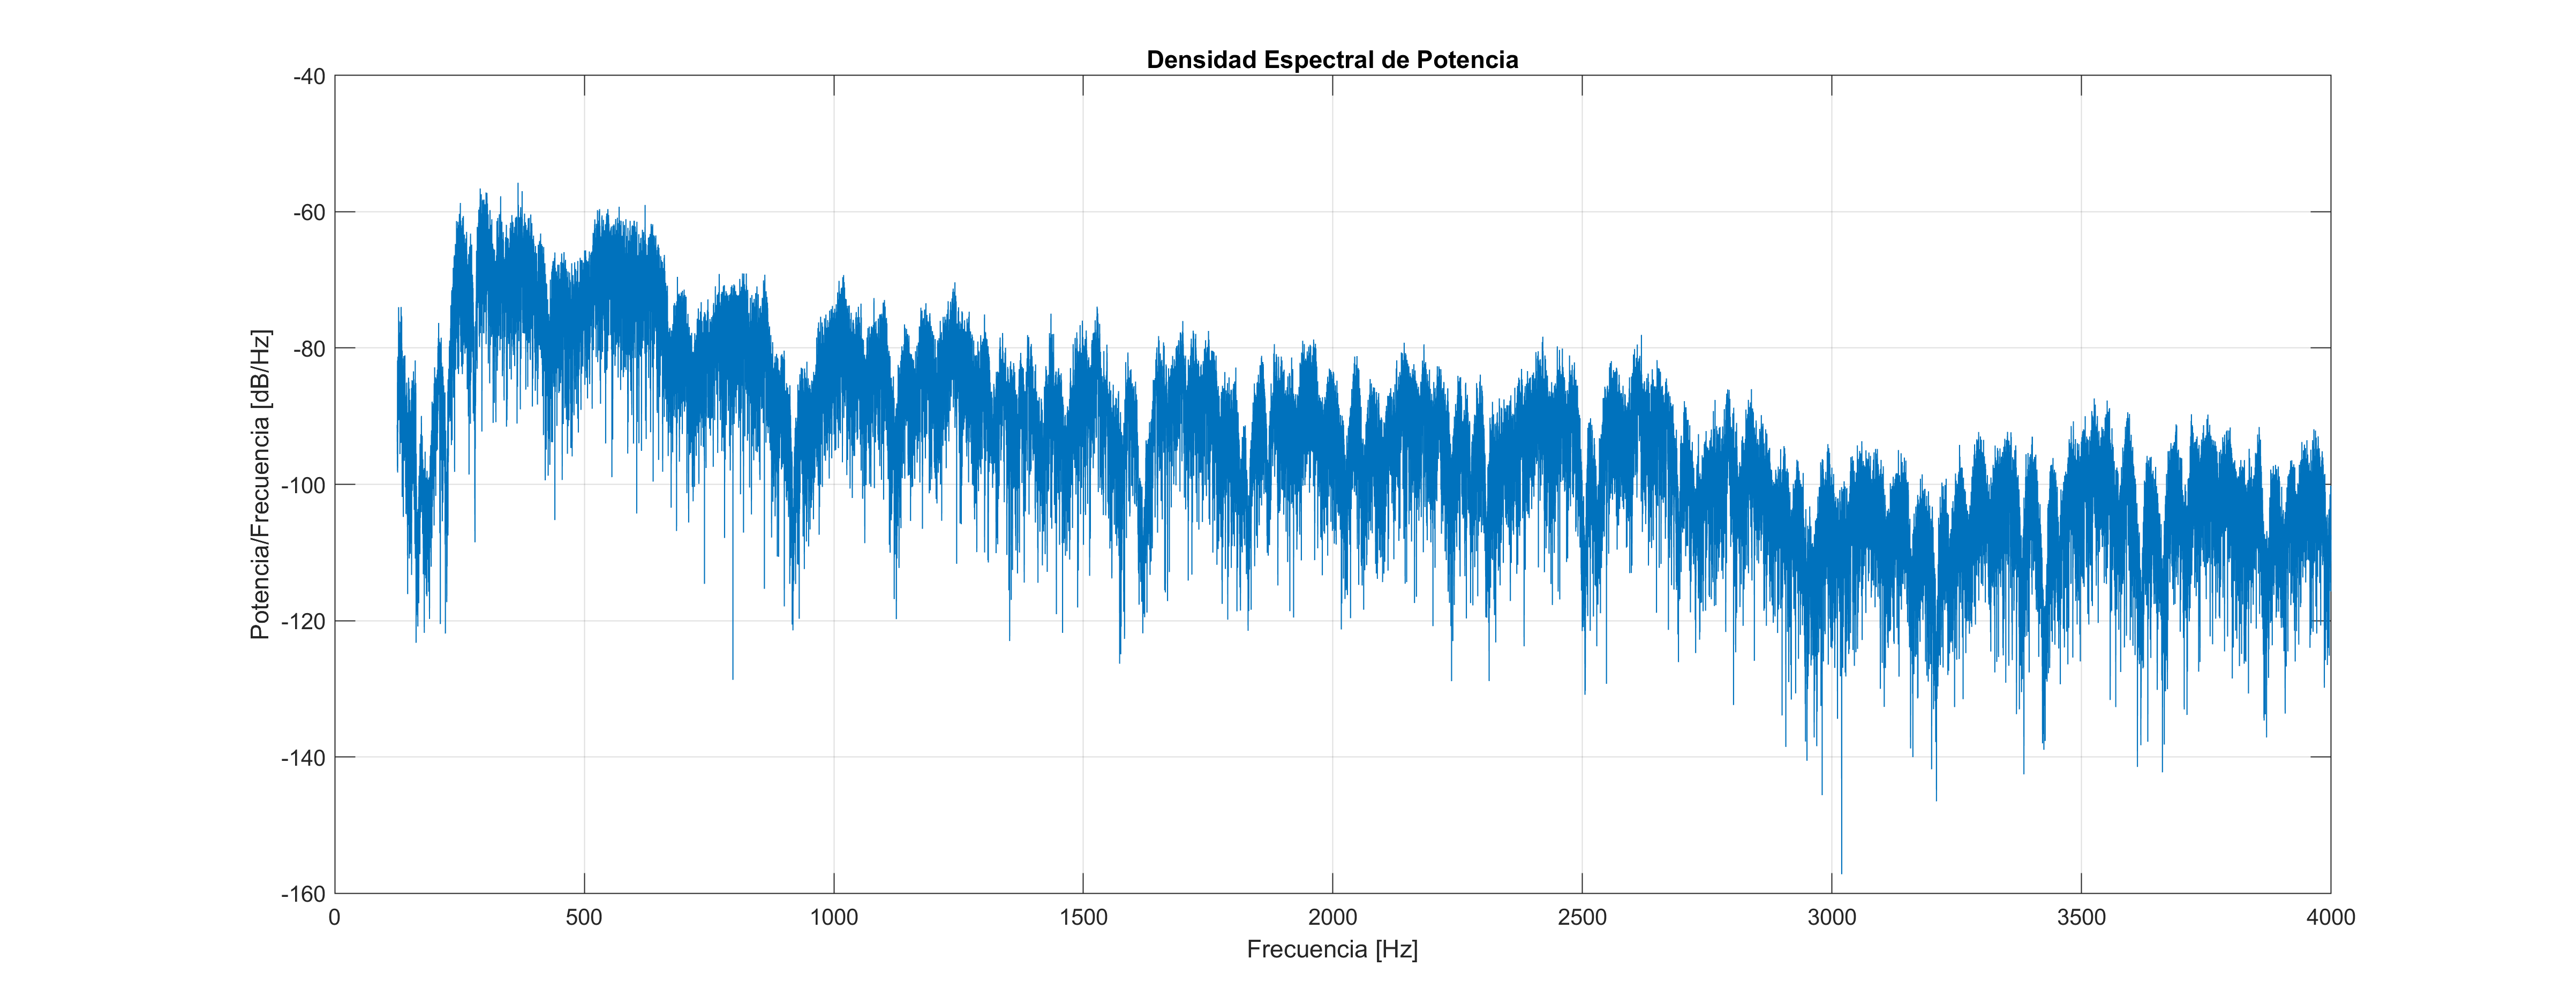 Densidad Espectral de Potencia
-40
-60
-80
-100
-120
-140
-160
Potencia/Frecuencia [dB/Hz]
0 500 1000 1500 2000 2500 3000 3500 4000
Frecuencia [Hz]